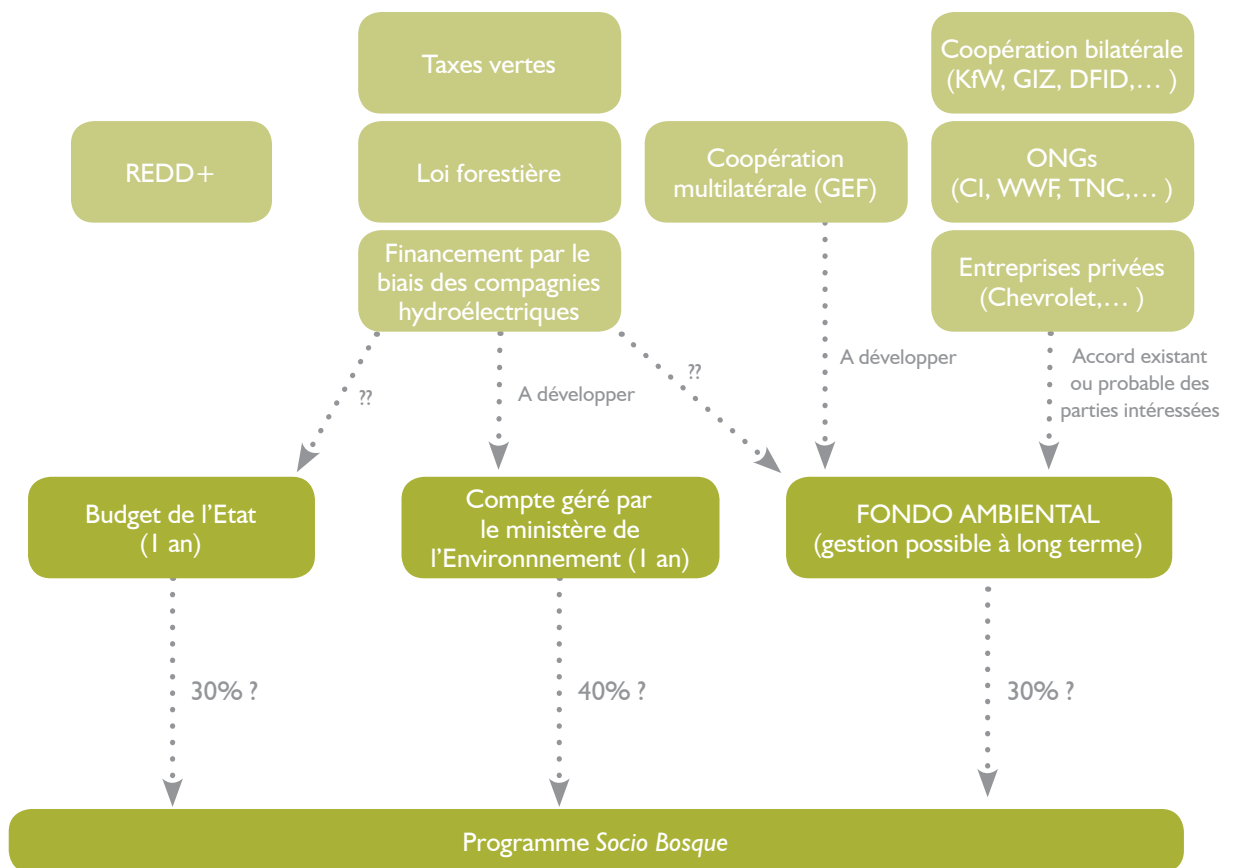 Taxes vertes
Coopération bilatérale
(KfW, GIZ, DFID,… )
REDD+
Loi forestière
Coopération
multilatérale (GEF)
ONGs
(CI, WWF, TNC,… )
Financement par le
biais des compagnies
hydroélectriques
Entreprises privées
(Chevrolet,… )
??
A développer
??
A développer
Accord existant
ou probable des
parties intéressées
Budget de l’Etat
(1 an)
Compte géré par
le ministère de
l’Environnnement (1 an)
FONDO AMBIENTAL
(gestion possible à long terme)
30% ?
40% ?
30% ?
Programme Socio Bosque